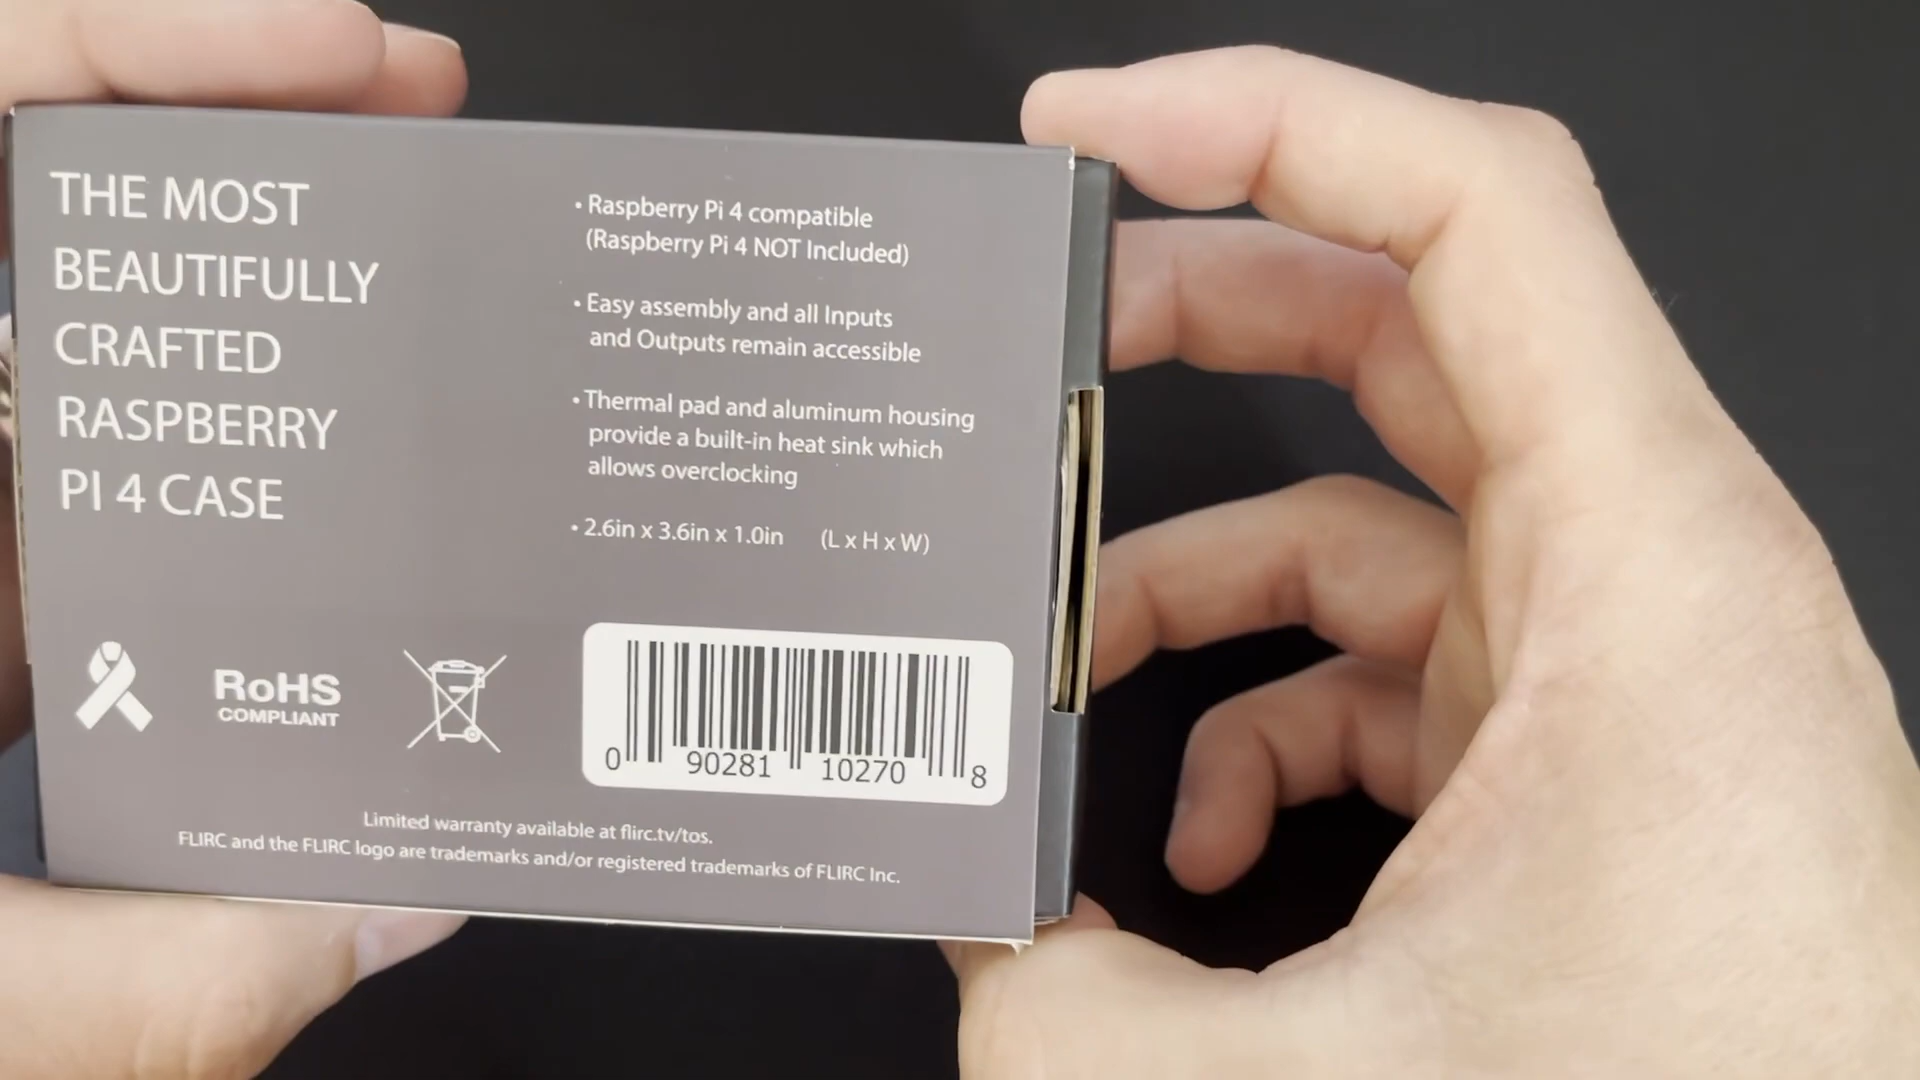 THE MOST
BEAUTIFULLY
CRAFTED
RASPBERRY
PI 4 CASE
• Raspberry Pi 4 compatible
(Raspberry Pi 4 NOT Included)
• Easy assembly and all Inputs
and Outputs remain accessible
• Thermal pad and aluminum housing
provide a built-in heat sink which
allows overclocking
• 2.6in x 3.6in x 1.0in (L x H x W)
RoHS
COMPLIANT
0 90281 10270 8
Limited warranty available at flirc.tv/tos.
FLIRC and the FLIRC logo are trademarks and/or registered trademarks of FLIRC Inc.